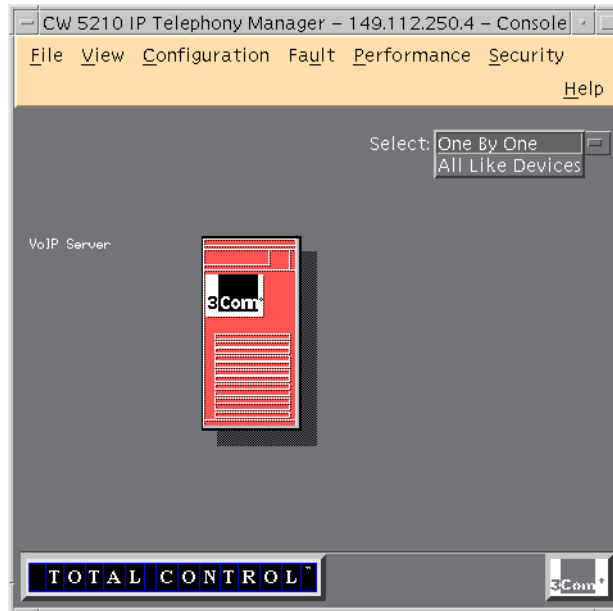 CW 5210 IP Telephony Manager – 149.112.250.4 – Console
File View Configuration Fault Performance Security
Help
Select: One By One
All Like Devices
VoIP Server
3Com
TOTAL CONTROL™
3Com